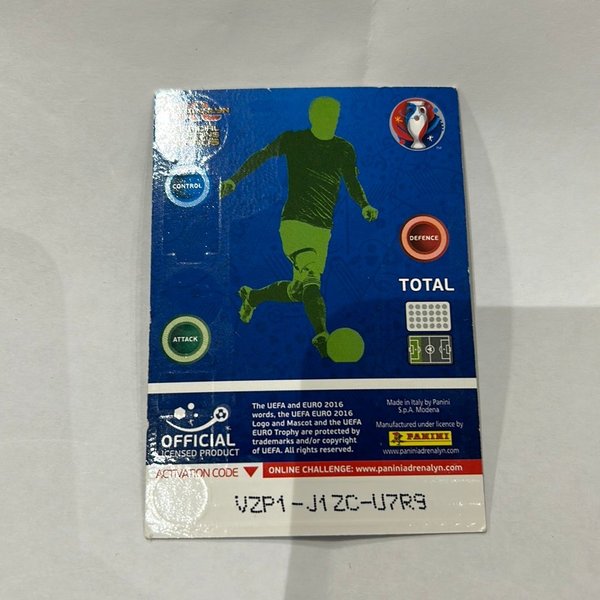 CONTROL
DEFENCE
TOTAL
ATTACK
OFFICIAL
LICENSED PRODUCT
The UEFA and EURO 2016
words, the UEFA EURO 2016
Logo and Mascot and the UEFA
EURO Trophy are protected by
trademarks and/or copyright
of UEFA. All rights reserved.
Made in Italy by Panini
S.p.A. Modena
Manufactured under licence by
PANINI
www.paniniadrenalyn.com
ACTIVATION CODE
ONLINE CHALLENGE: www.paniniadrenalyn.com
VZP1-J1ZC-U7R9